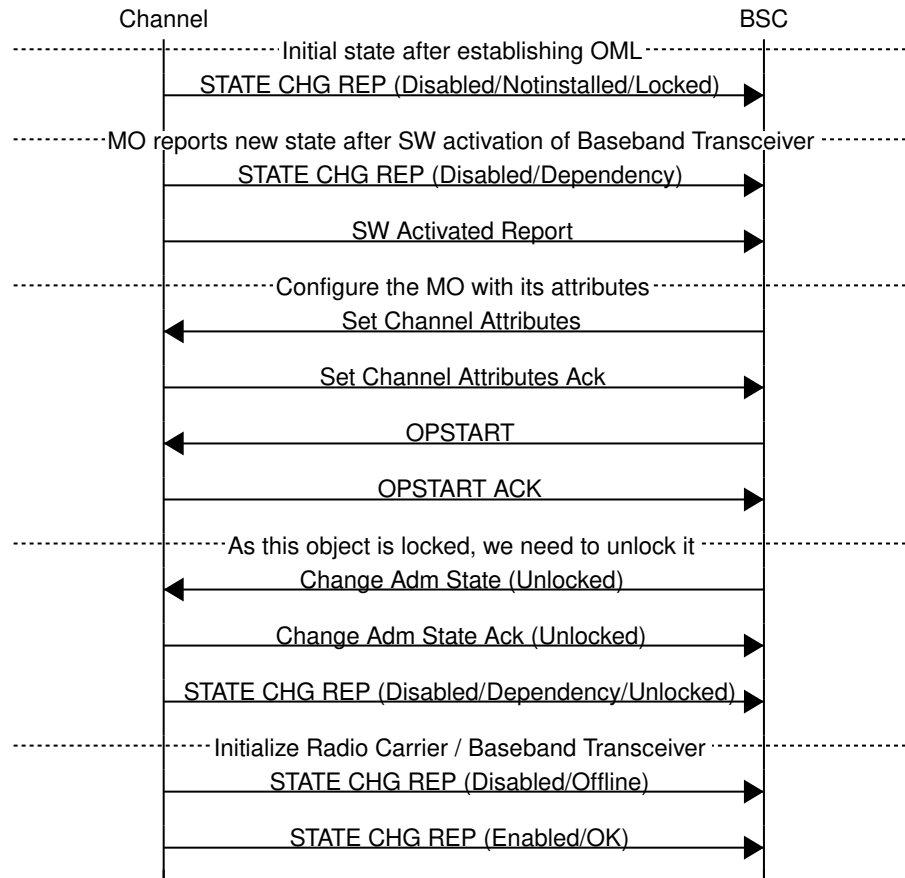 Channel BSC
Initial state after establishing OML
STATE CHG REP (Disabled/Notinstalled/Locked)
MO reports new state after SW activation of Baseband Transceiver
STATE CHG REP (Disabled/Dependency)
SW Activated Report
Configure the MO with its attributes
Set Channel Attributes
Set Channel Attributes Ack
OPSTART
OPSTART ACK
As this object is locked, we need to unlock it
Change Adm State (Unlocked)
Change Adm State Ack (Unlocked)
STATE CHG REP (Disabled/Dependency/Unlocked)
Initialize Radio Carrier / Baseband Transceiver
STATE CHG REP (Disabled/Offline)
STATE CHG REP (Enabled/OK)